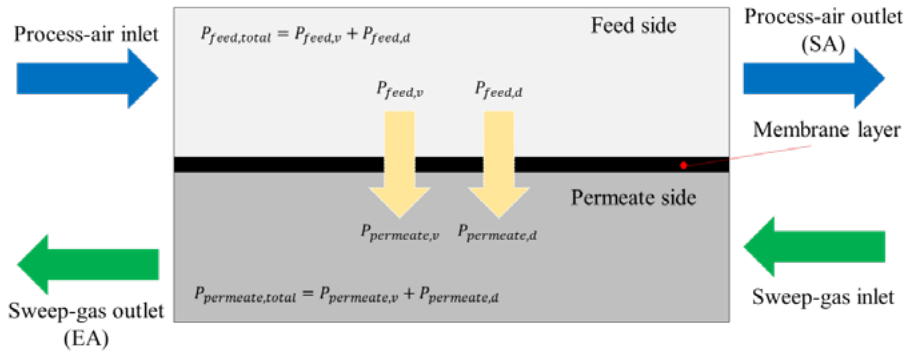 Process-air inlet
P_{feed,total} = P_{feed,v} + P_{feed,d}
Feed side
Process-air outlet
(SA)
P_{feed,v}
P_{feed,d}
Membrane layer
Permeate side
P_{permeate,v}
P_{permeate,d}
P_{permeate,total} = P_{permeate,v} + P_{permeate,d}
Sweep-gas outlet
(EA)
Sweep-gas inlet